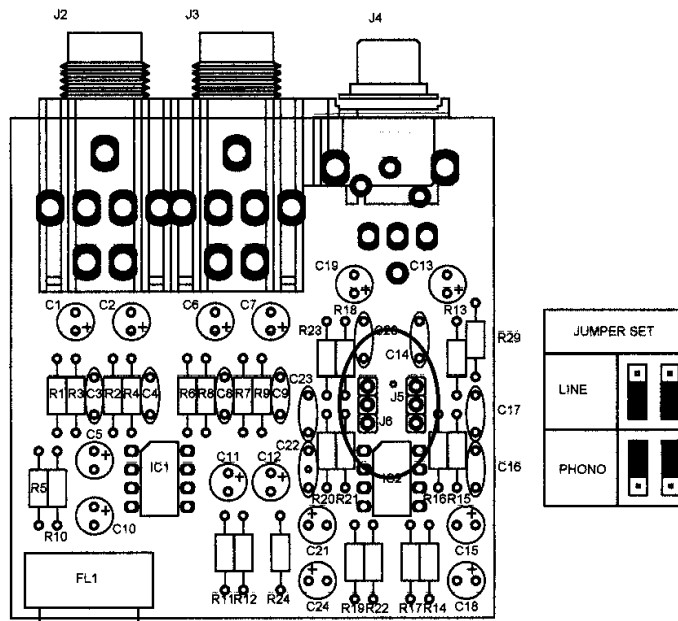 J2 J3 J4
C19 C13
C1 C2 C6 C7 R18 R13
R23 C20 R29
C14
R1 R3 C3 R2 R4 C4 R6 R8 C8 R7 R9 C9 C23 J5 C17
J6
C5 C22 C16
IC1 C11 C12 IC2
R5 R20 R21 R16 R15
R10 C10 C21 C15
FL1
R11 R12 R24 C24 R19 R22 R17 R14 C18
JUMPER SET
LINE
PHONO